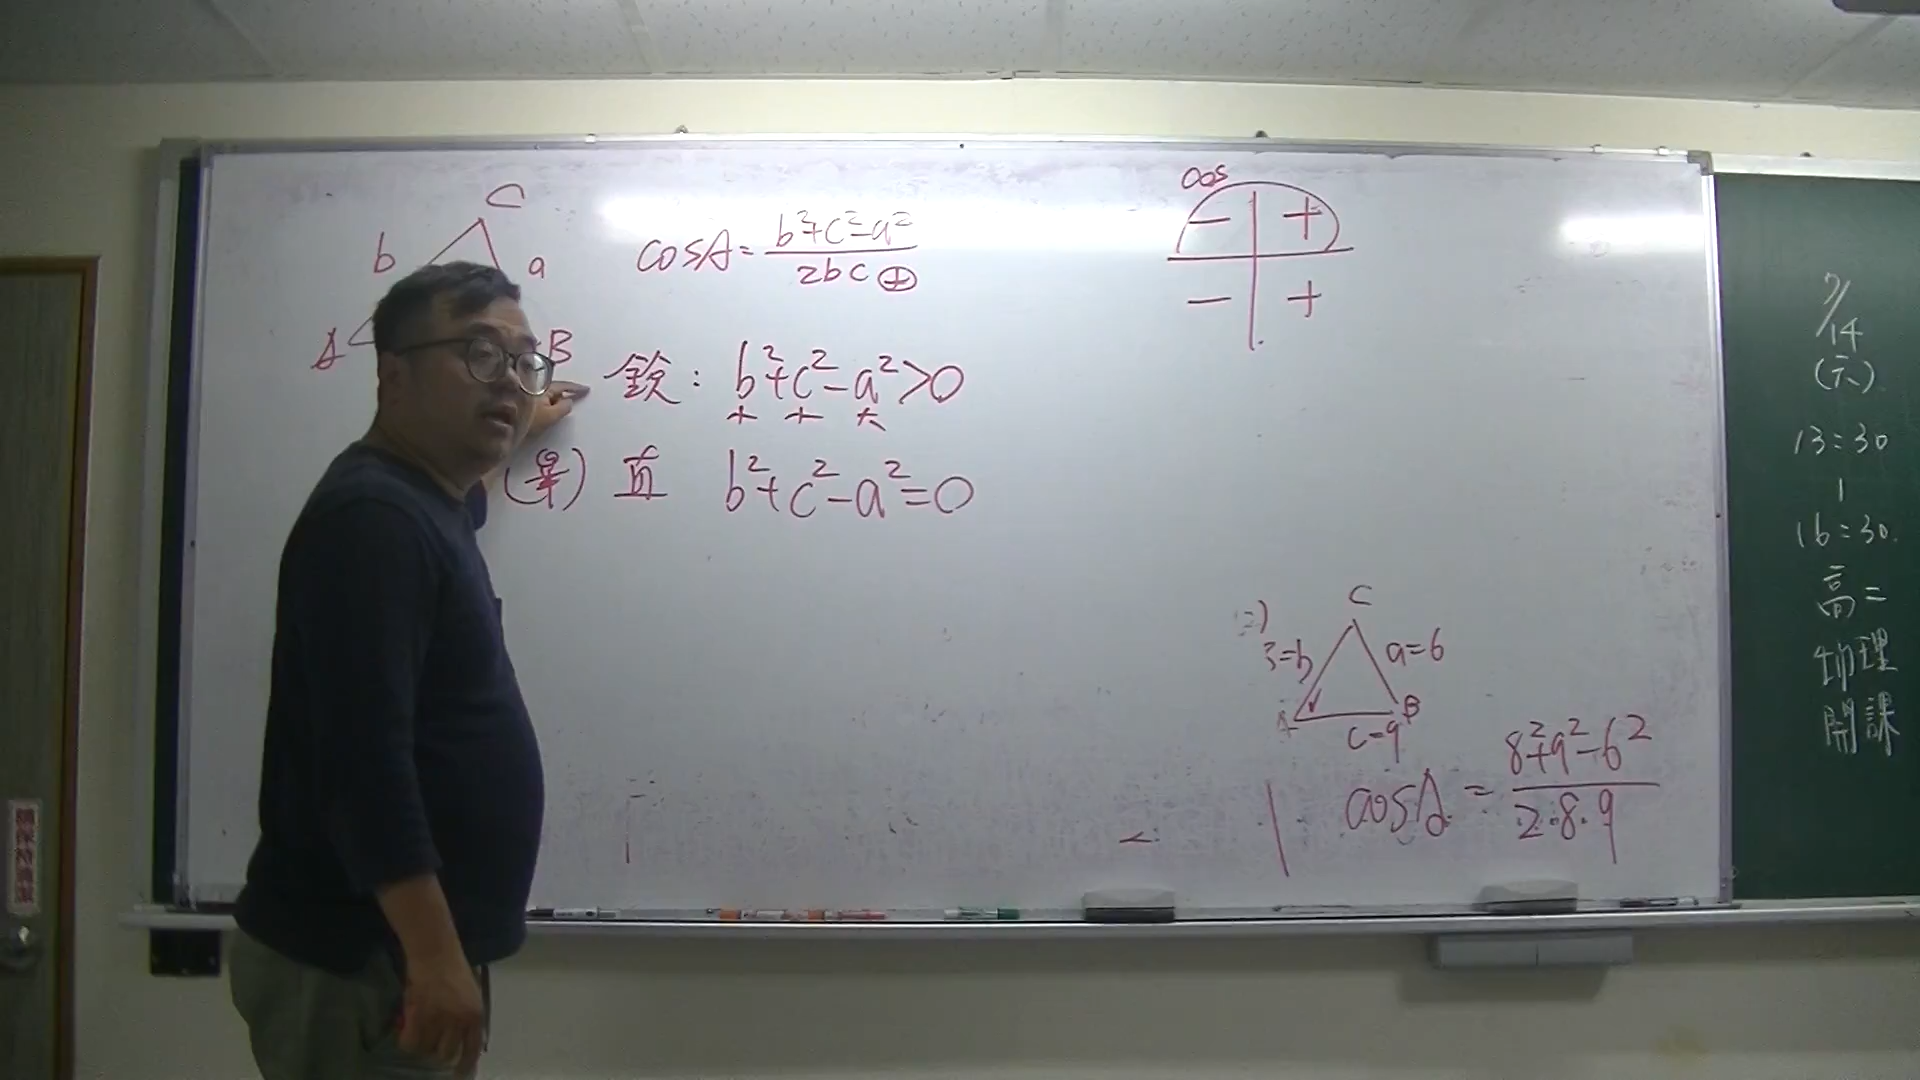 C
b
a
A
B
cosA = b²+c²-a² / 2bc ⊕
銳: b²+c²-a²>0
+ + 大
(畢) 直 b²+c²-a²=0
cos
- +
- +
C
b
a=6
A
B
c=9
cosA = 8²+9²-6² / 2·8·9
7/14
(六)
13:30
|
16:30
高二
物理
開課